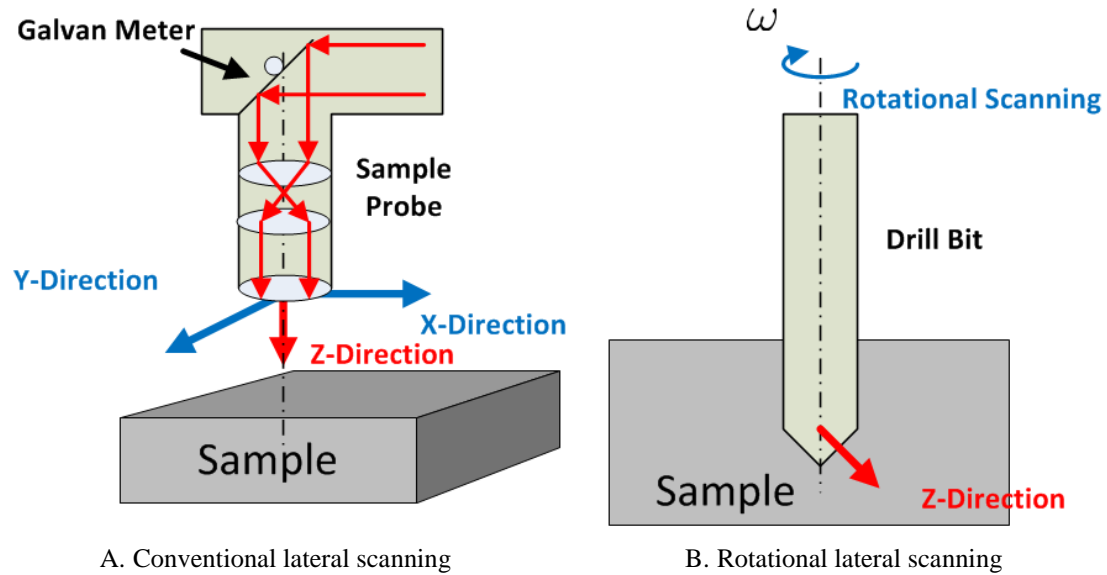 Galvan Meter
Sample
Probe
Y-Direction
X-Direction
Z-Direction
Sample
A. Conventional lateral scanning
ω
Rotational Scanning
Drill Bit
Sample
Z-Direction
B. Rotational lateral scanning